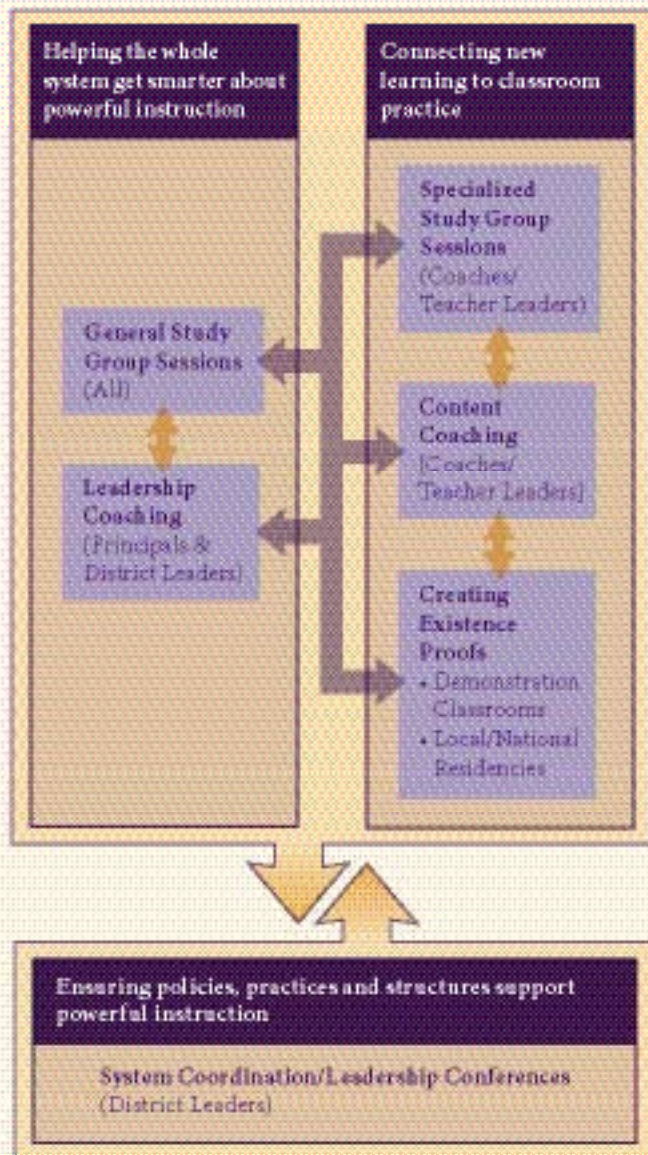 Helping the whole
system get smarter about
powerful instruction
General Study
Group Sessions
(All)
Leadership
Coaching
(Principals &
District Leaders)
Connecting new
learning to classroom
practice
Specialized
Study Group
Sessions
(Coaches/
Teacher Leaders)
Content
Coaching
[Coaches/
Teacher Leaders]
Creating
Existence
Proofs
• Demonstration
Classrooms
• Local/National
Residencies
Ensuring policies, practices and structures support
powerful instruction
System Coordination/Leadership Conferences
(District Leaders)